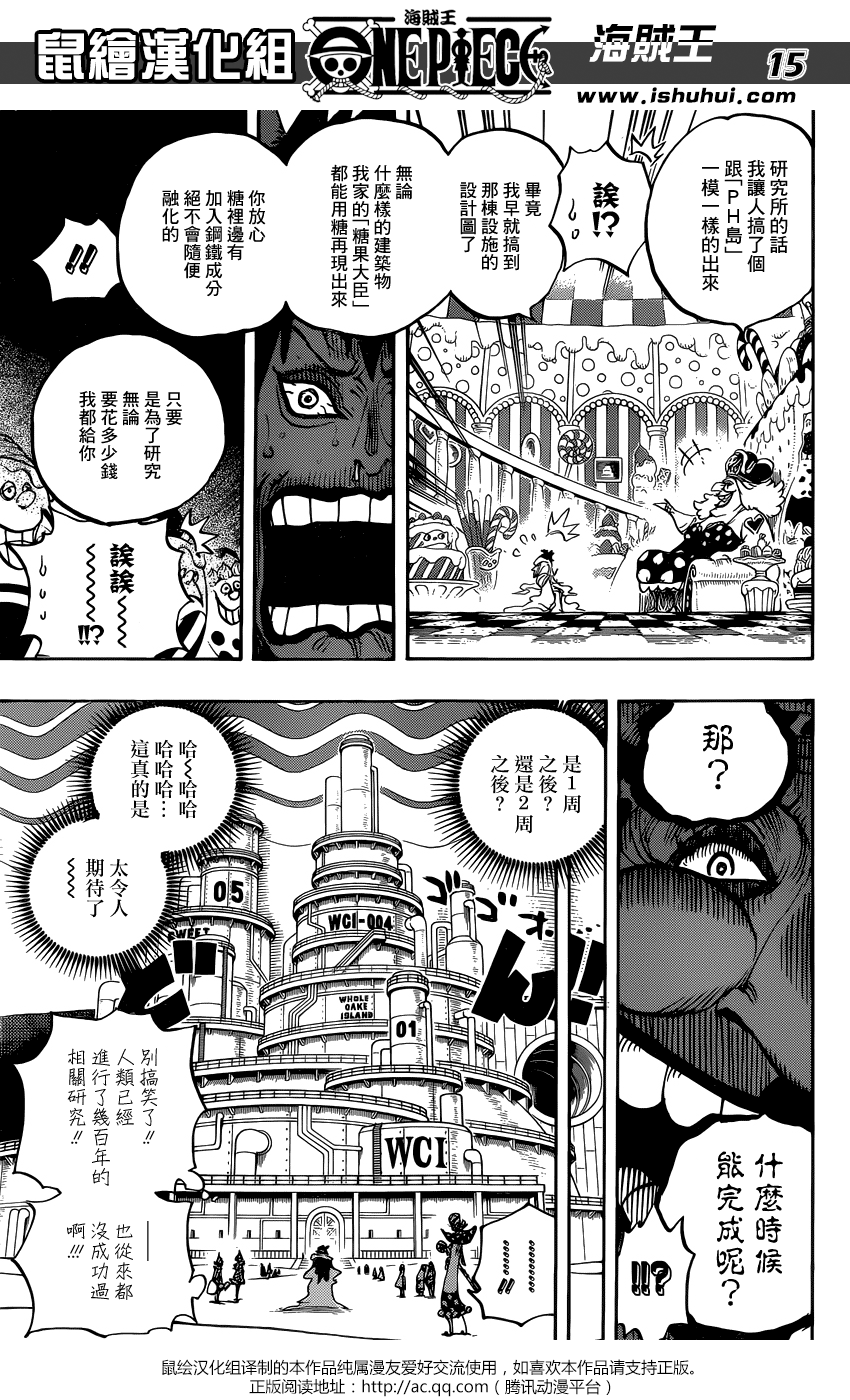 鼠繪漢化組
海賊王
ONE PIECE
海賊王
15
www.ishuhui.com
研究所的話
我讓人搞了個
跟「PH島」
一模一樣的出來
誒!?
畢竟
我早就搞到
那棟設施的
設計圖了
無論
什麼樣的建築物
我家的「糖果大臣」
都能用糖再現出來
你放心
糖裡邊有
加入鋼鐵成分
絕不會隨便
融化的
!!
只要
是為了研究
無論
要花多少錢
我都給你
誒誒~
~!!?
那?
什麼時候
能完成呢?
!!?
是1周
之後?
還是2周
之後?
哈~哈哈
哈哈哈…
這真的是
太令人
期待了
~
05
SWEET
WCI-004
WHOLE
CAKE
ISLAND
01
WCI
ゴゴゴ
ん!!
別搞笑了!!
人類已經
進行了幾百年的
相關研究!!
——
也從來都
沒成功過
啊!!!
……!!
……!!
鼠绘汉化组译制的本作品纯属漫友爱好交流使用，如喜欢本作品请支持正版。
正版阅读地址：http://ac.qq.com（腾讯动漫平台）